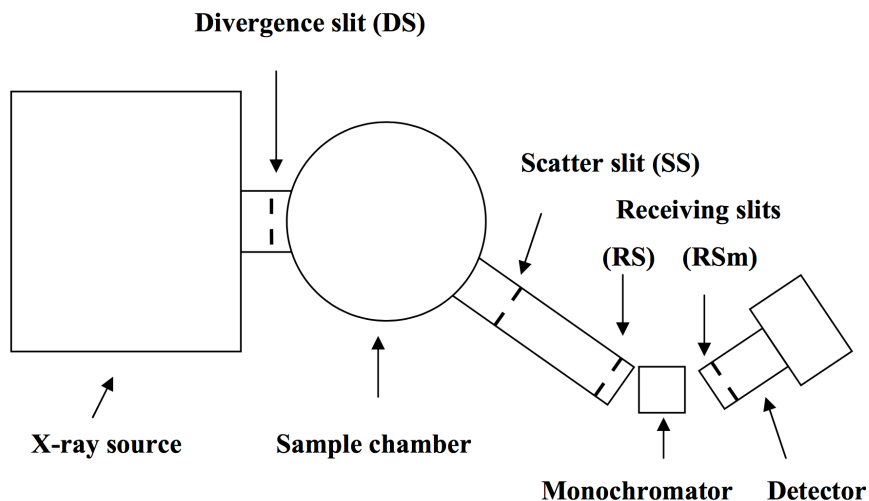 Divergence slit (DS)
Scatter slit (SS)
Receiving slits
(RS) (RSm)
X-ray source
Sample chamber
Monochromator
Detector